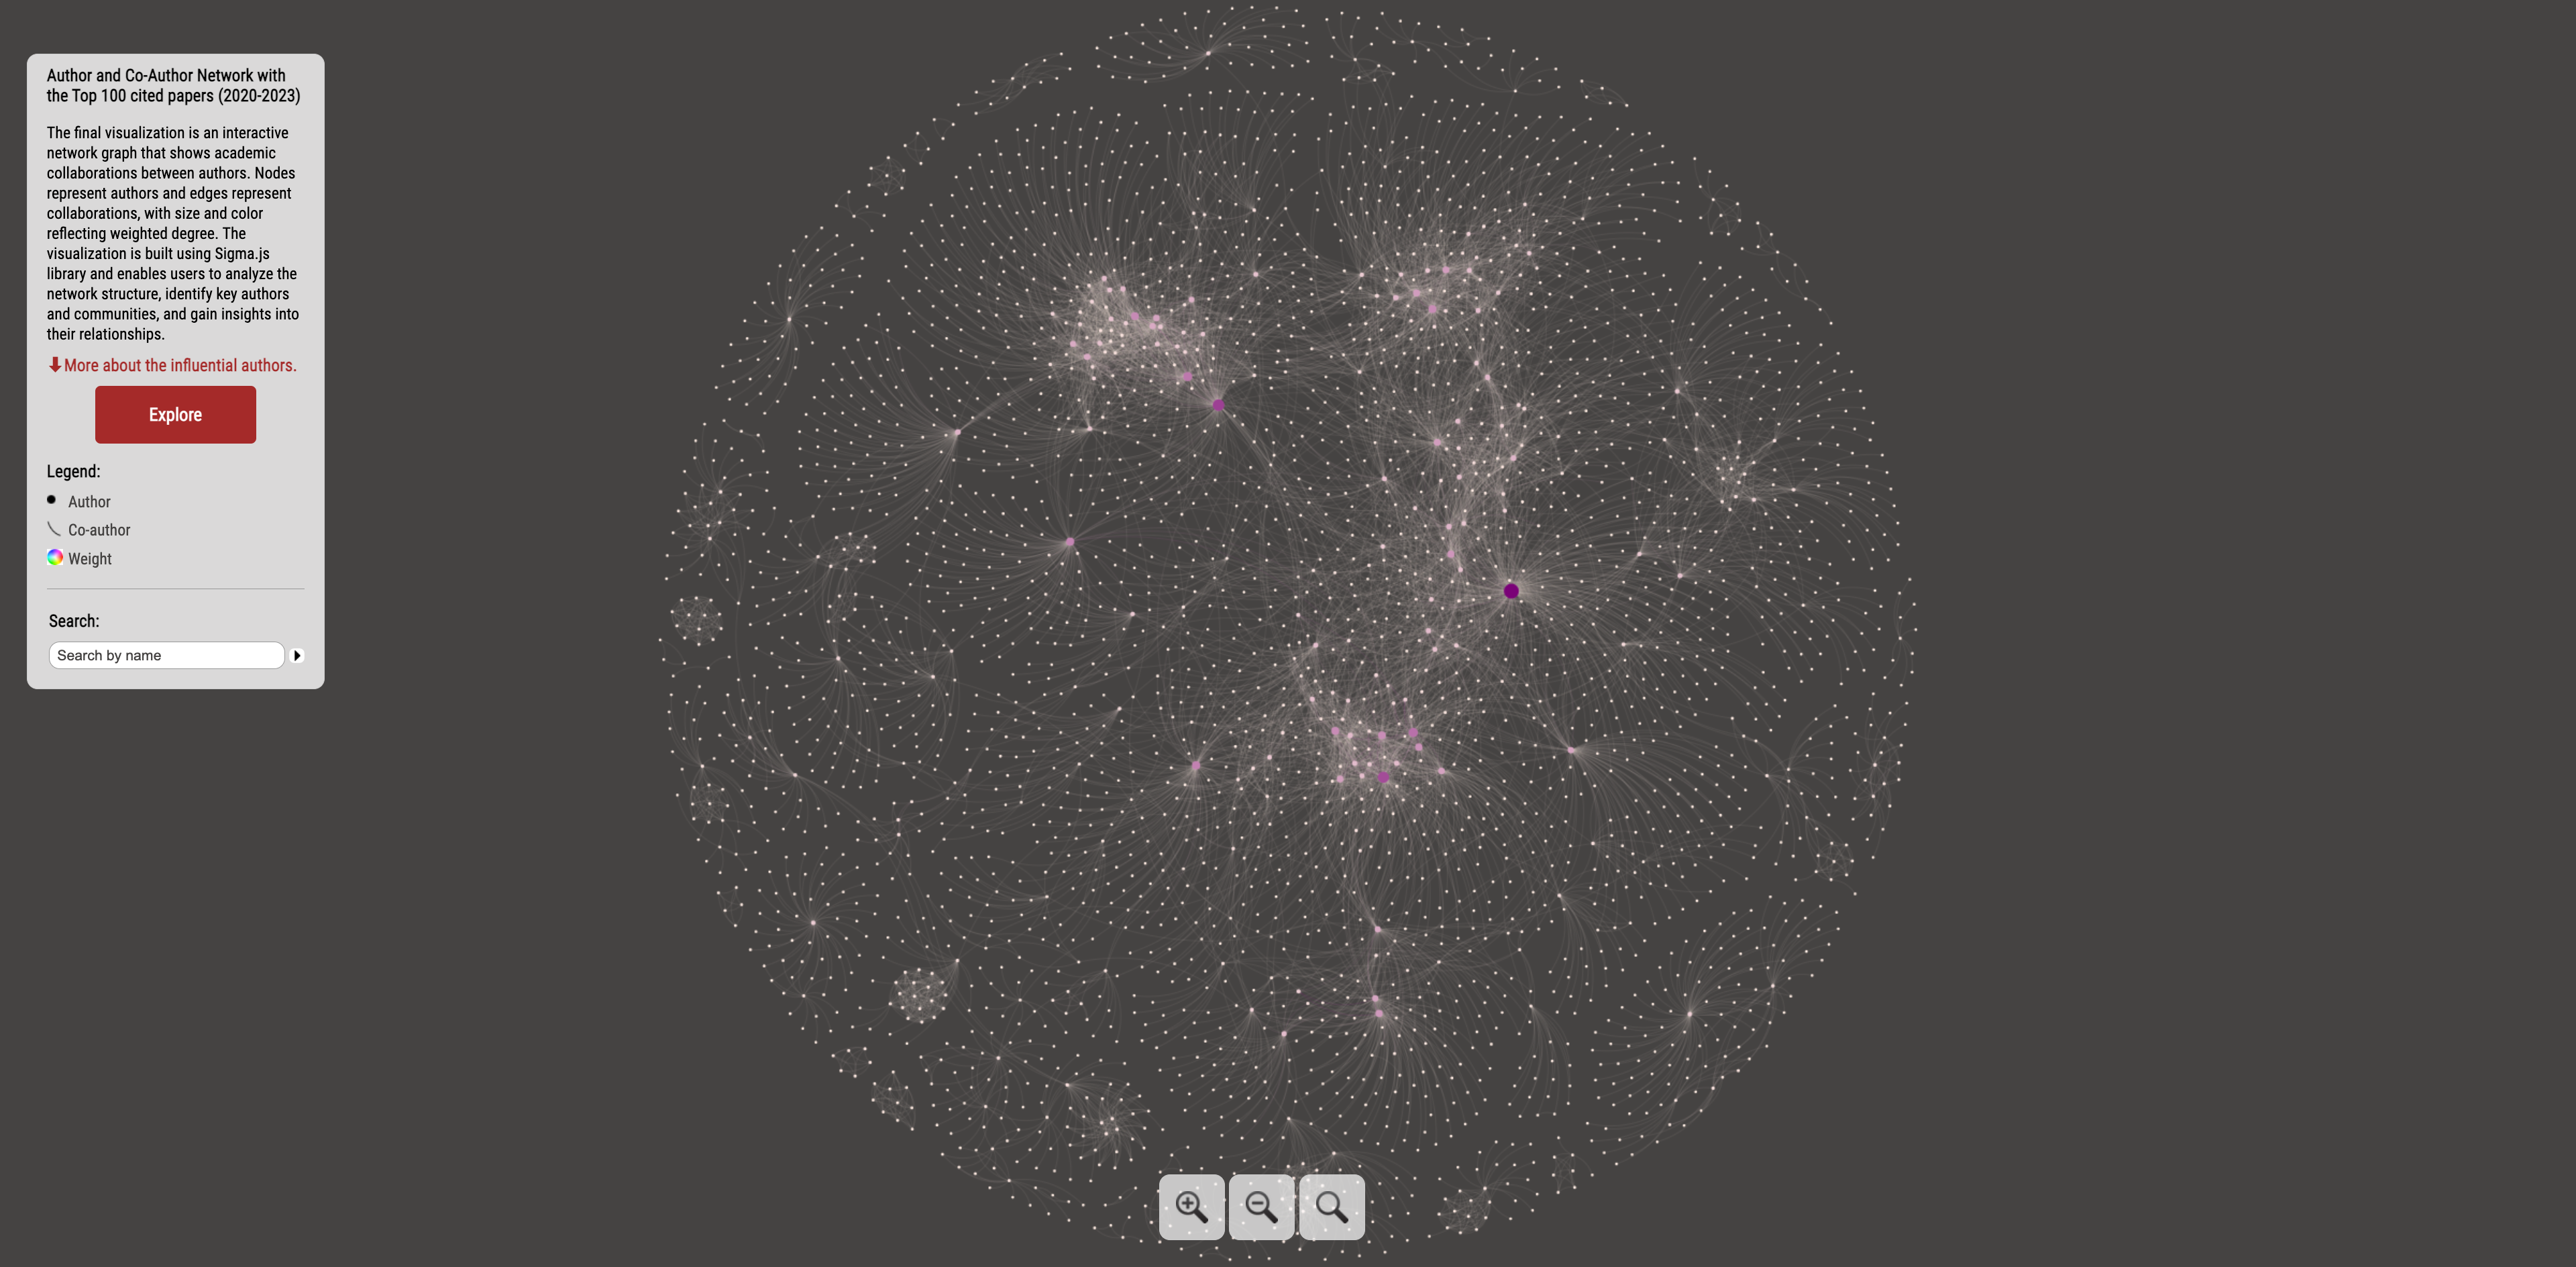 Author and Co-Author Network with
the Top 100 cited papers (2020-2023)
The final visualization is an interactive
network graph that shows academic
collaborations between authors. Nodes
represent authors and edges represent
collaborations, with size and color
reflecting weighted degree. The
visualization is built using Sigma.js
library and enables users to analyze the
network structure, identify key authors
and communities, and gain insights into
their relationships.
More about the influential authors.
Explore
Legend:
Author
Co-author
Weight
Search:
Search by name